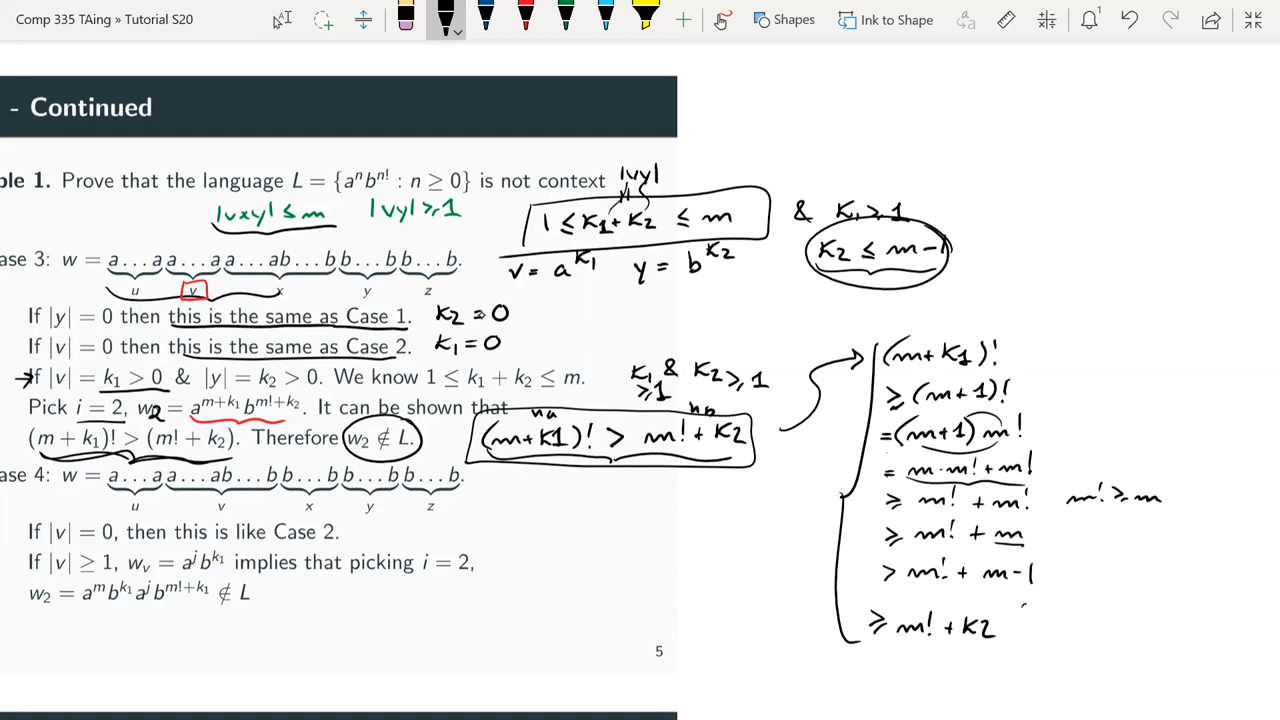 Comp 335 TAing » Tutorial S20
Shapes
Ink to Shape
- Continued
ple 1. Prove that the language L = {aⁿbⁿ! : n ≥ 0} is not context
|vxy| ≤ m |vy| ≥ 1
|vy|
1 ≤ K1 + K2 ≤ m & K1 ≥ 1
K2 ≤ m-1
v = a^K1 y = b^K2
ase 3: w = a...aa...aa...ab...bb...bb...b.
u v x y z
If |y| = 0 then this is the same as Case 1. K2 = 0
If |v| = 0 then this is the same as Case 2. K1 = 0
→ If |v| = k1 > 0 & |y| = k2 > 0. We know 1 ≤ k1 + k2 ≤ m. K1 & K2 ≥ 1
≥ 1
Pick i = 2, w2 = a^m+k1 b^m!+k2. It can be shown that
na nb
(m + k1)! > (m! + k2). Therefore w2 ∉ L. (m+K1)! > m! + K2
ase 4: w = a...aa...ab...bb...bb...bb...b.
u v x y z
If |v| = 0, then this is like Case 2.
If |v| ≥ 1, wv = a^j b^k1 implies that picking i = 2,
w2 = a^m b^k1 a^j b^m!+k1 ∉ L
5
(m+K1)!
≥ (m+1)!
= (m+1) m!
= m·m! + m!
≥ m! + m! m! ≥ m
≥ m! + m
> m! + m-1
≥ m! + K2